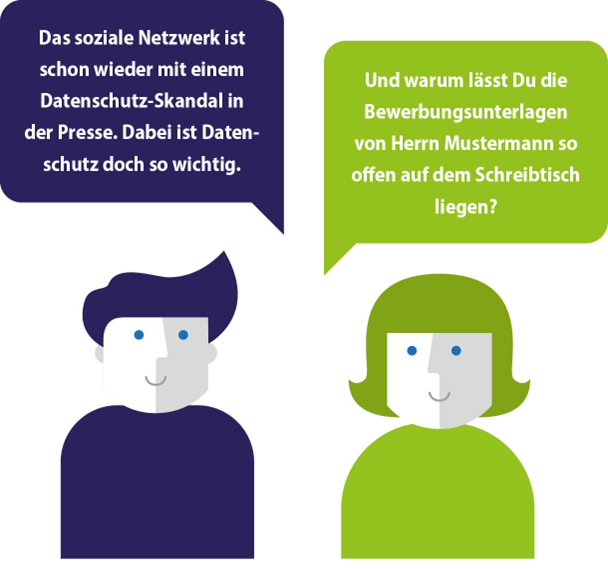 Das soziale Netzwerk ist
schon wieder mit einem
Datenschutz-Skandal in
der Presse. Dabei ist Daten-
schutz doch so wichtig.
Und warum lässt Du die
Bewerbungsunterlagen
von Herrn Mustermann so
offen auf dem Schreibtisch
liegen?